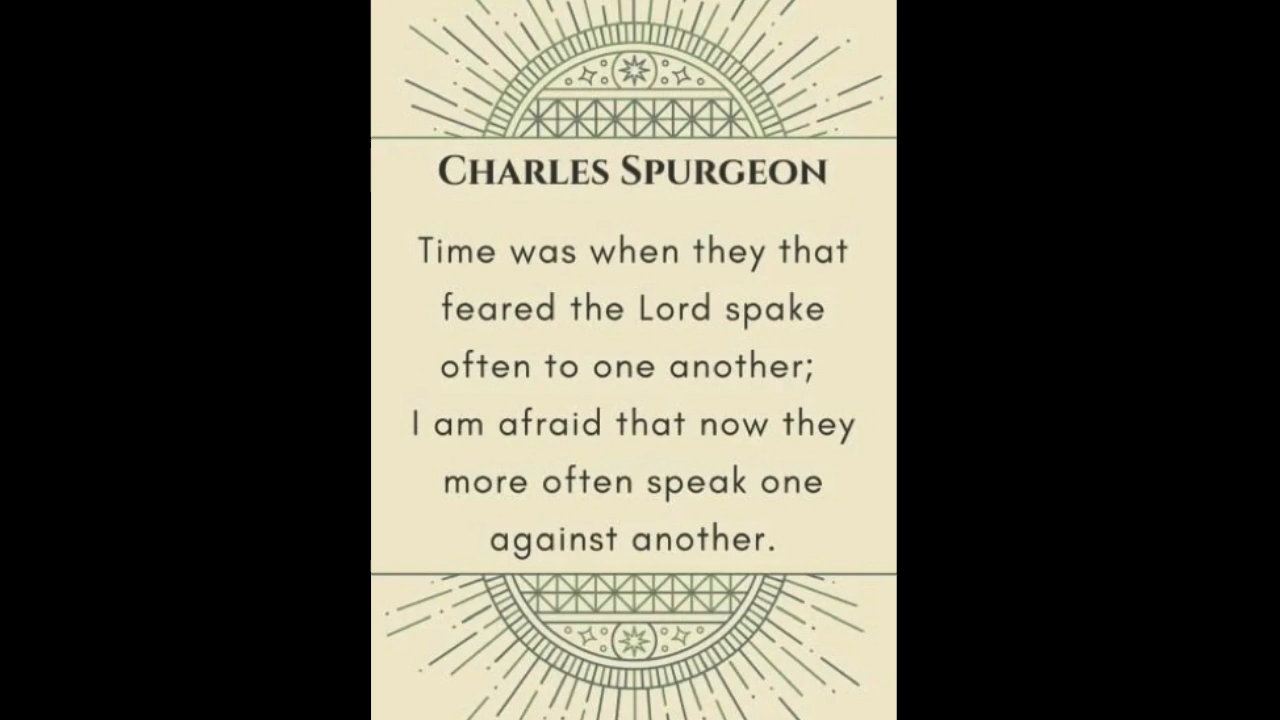 Charles Spurgeon
Time was when they that
feared the Lord spake
often to one another;
I am afraid that now they
more often speak one
against another.